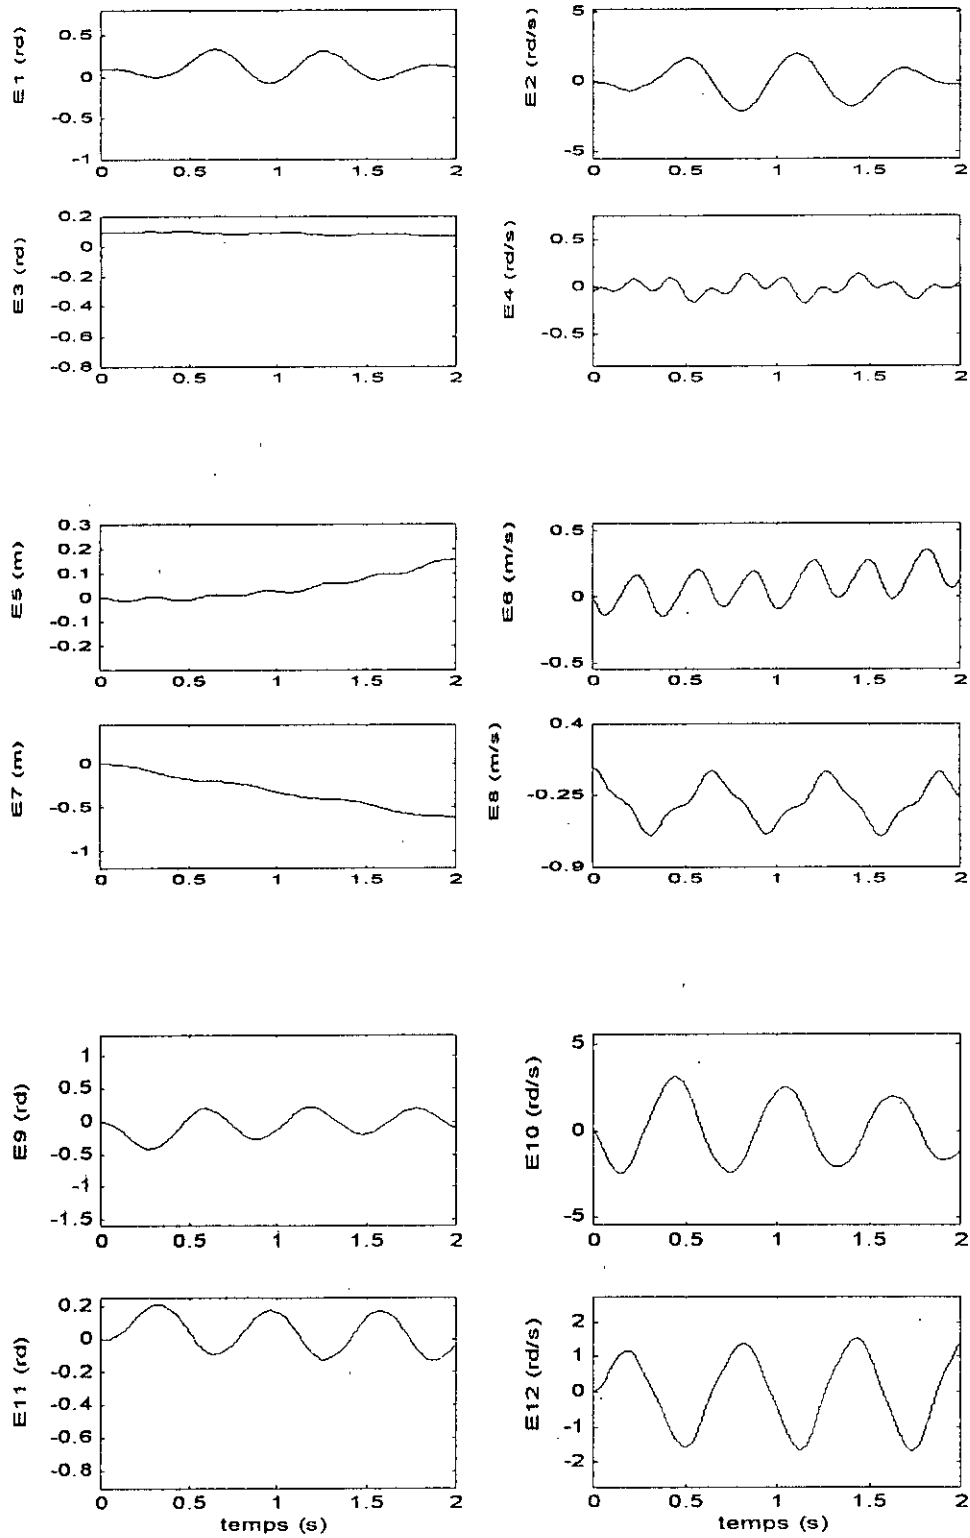 E1 (rd)
0.5
0
-0.5
-1
0 0.5 1 1.5 2
E2 (rd/s)
5
0
-5
0 0.5 1 1.5 2
E3 (rd)
0.2
0
-0.2
-0.4
-0.6
-0.8
0 0.5 1 1.5 2
E4 (rd/s)
0.5
0
-0.5
0 0.5 1 1.5 2
E5 (m)
0.3
0.2
0.1
0
-0.1
-0.2
0 0.5 1 1.5 2
E6 (m/s)
0.5
0
-0.5
0 0.5 1 1.5 2
E7 (m)
0
-0.5
-1
0 0.5 1 1.5 2
E8 (m/s)
0.4
-0.25
-0.9
0 0.5 1 1.5 2
E9 (rd)
1
0.5
0
-0.5
-1
-1.5
0 0.5 1 1.5 2
E10 (rd/s)
5
0
-5
0 0.5 1 1.5 2
E11 (rd)
0.2
0
-0.2
-0.4
-0.6
-0.8
0 0.5 1 1.5 2
temps (s)
E12 (rd/s)
2
1
0
-1
-2
0 0.5 1 1.5 2
temps (s)